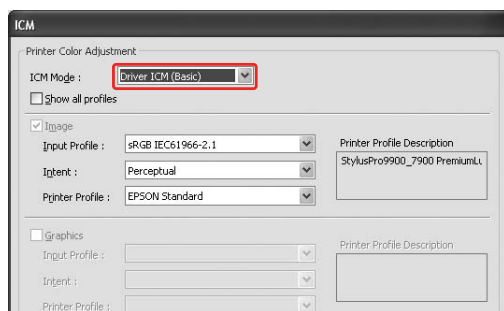 ICM
Printer Color Adjustment
ICM Mode : Driver ICM (Basic)
Show all profiles
Image
Input Profile : sRGB IEC61966-2.1
Intent : Perceptual
Printer Profile : EPSON Standard
Printer Profile Description
StylusPro9900_7900 PremiumLu
Graphics
Input Profile :
Intent :
Printer Profile :
Printer Profile Description